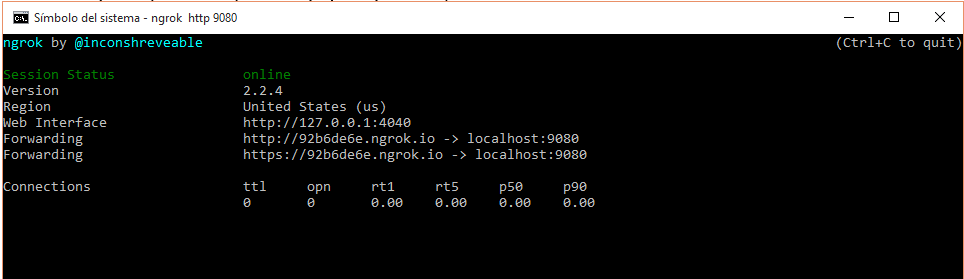 Símbolo del sistema - ngrok http 9080
ngrok by @inconshreveable (Ctrl+C to quit)
Session Status online
Version 2.2.4
Region United States (us)
Web Interface http://127.0.0.1:4040
Forwarding http://92b6de6e.ngrok.io -> localhost:9080
Forwarding https://92b6de6e.ngrok.io -> localhost:9080
Connections ttl opn rt1 rt5 p50 p90
0 0 0.00 0.00 0.00 0.00